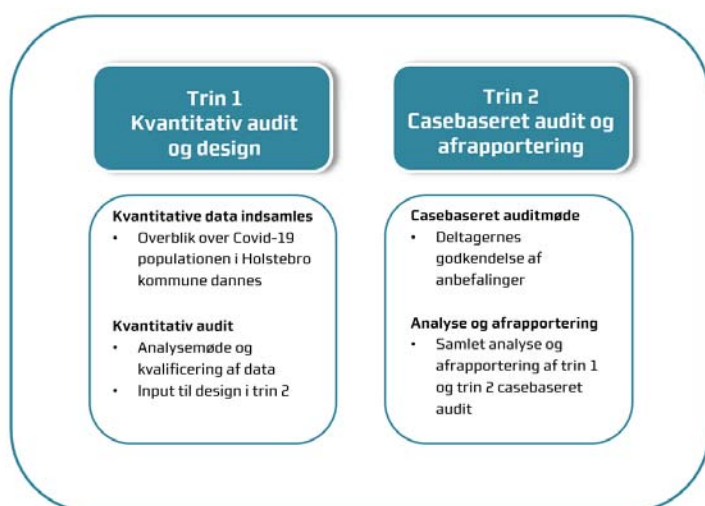 Trin 1
Kvantitativ audit
og design
Kvantitative data indsamles
• Overblik over Covid-19
populationen i Holstebro
kommune dannes
Kvantitativ audit
• Analysemøde og
kvalificering af data
• Input til design i trin 2
Trin 2
Casebaseret audit og
afrapportering
Casebaseret auditmøde
• Deltagernes
godkendelse af
anbefalinger
Analyse og afrapportering
• Samlet analyse og
afrapportering af trin 1
og trin 2 casebaseret
audit